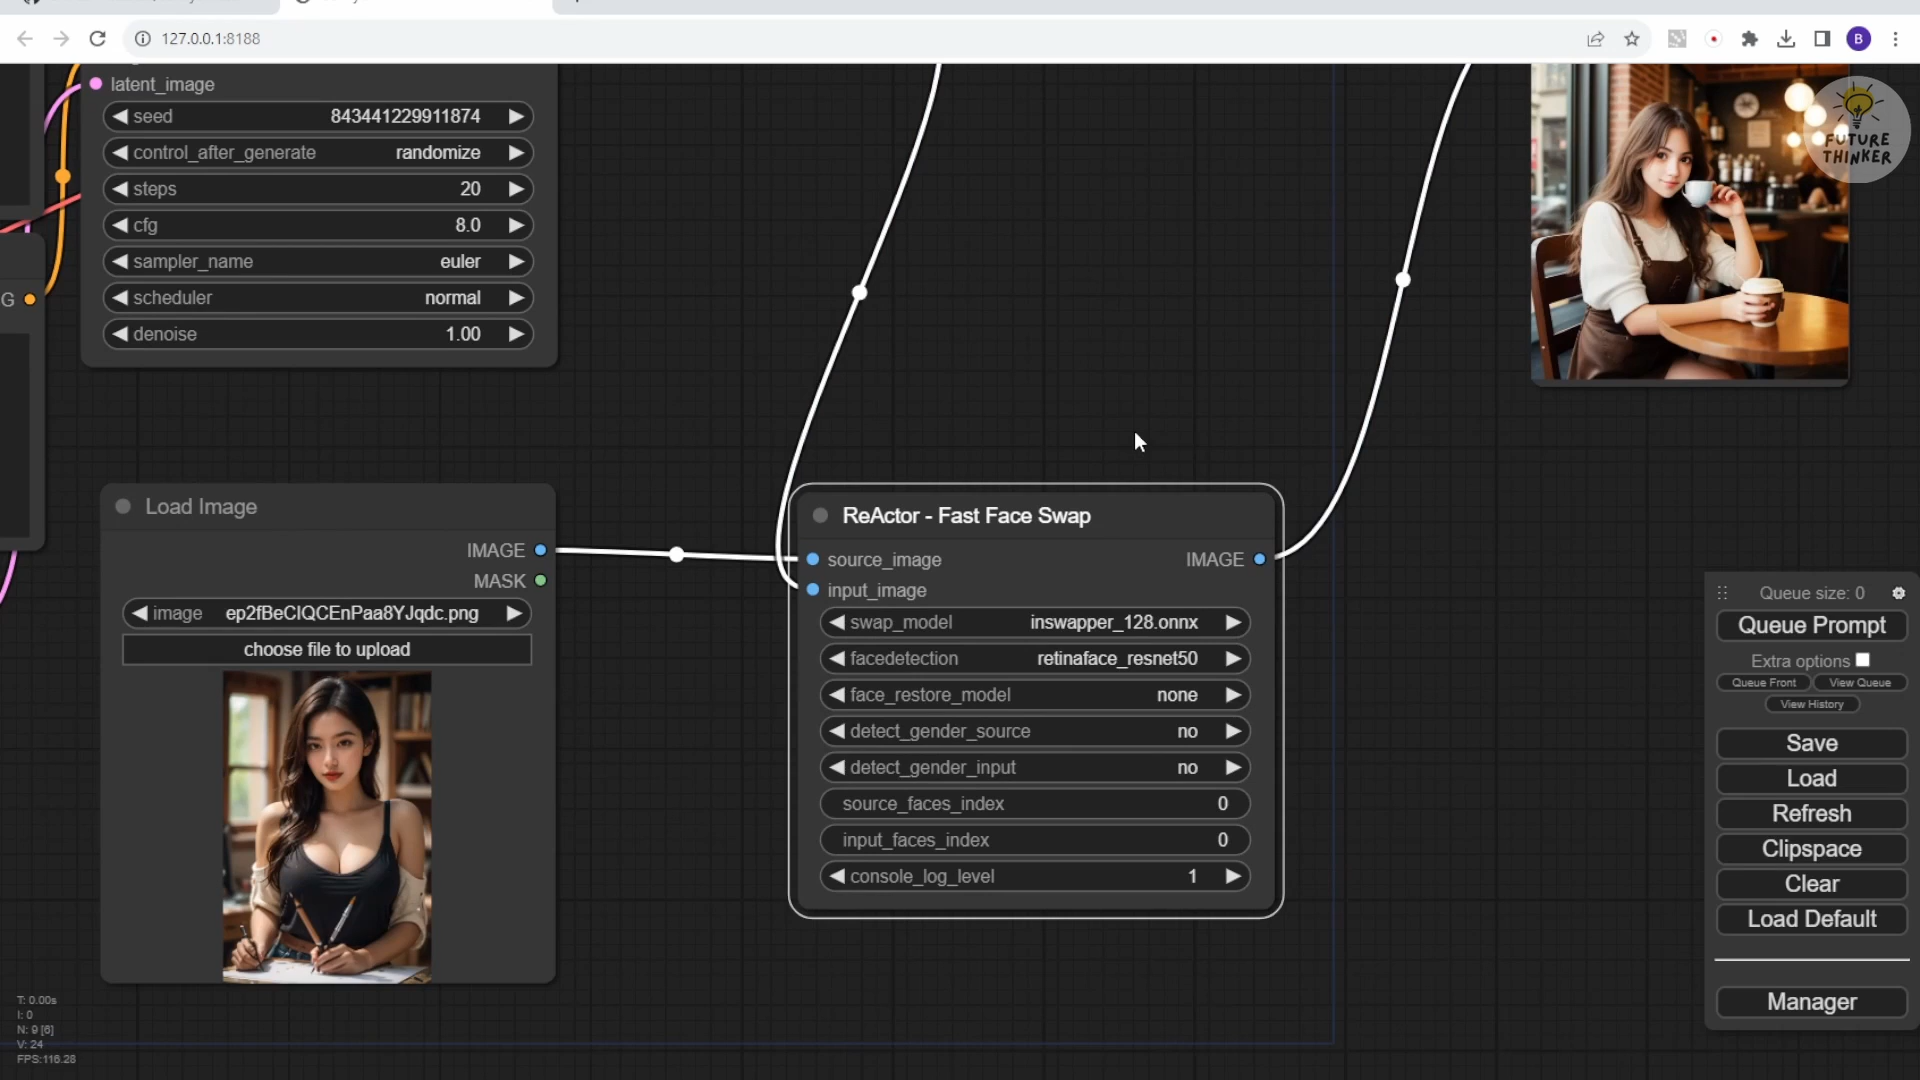 127.0.0.1:8188
B
latent_image
seed 843441229911874
control_after_generate randomize
steps 20
cfg 8.0
sampler_name euler
scheduler normal
denoise 1.00
G
FUTURE
THINKER
Load Image
IMAGE
MASK
image ep2fBeCIQCEnPaa8YJqdc.png
choose file to upload
ReActor - Fast Face Swap
source_image IMAGE
input_image
swap_model inswapper_128.onnx
facedetection retinaface_resnet50
face_restore_model none
detect_gender_source no
detect_gender_input no
source_faces_index 0
input_faces_index 0
console_log_level 1
Queue size: 0
Queue Prompt
Extra options
Queue Front View Queue
View History
Save
Load
Refresh
Clipspace
Clear
Load Default
Manager
T: 0.00s
I: 0
N: 9 [6]
V: 24
FPS:116.28